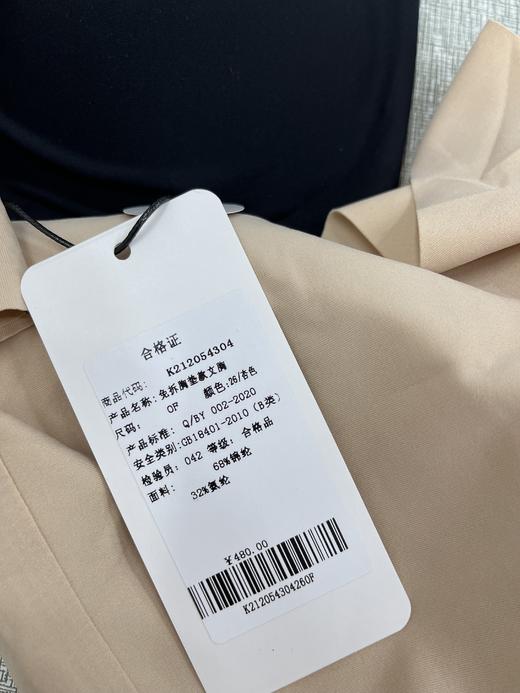 合格证
商品代码: K212054304
产品名称: 免拆胸垫款文胸
尺码: OF 颜色: 26/杏色
产品标准: Q/BY 002-2020
安全类别:GB18401-2010 (B类)
检验员: 042 等级: 合格品
面料: 68%锦纶
32%氨纶
¥480.00
K212054304260F